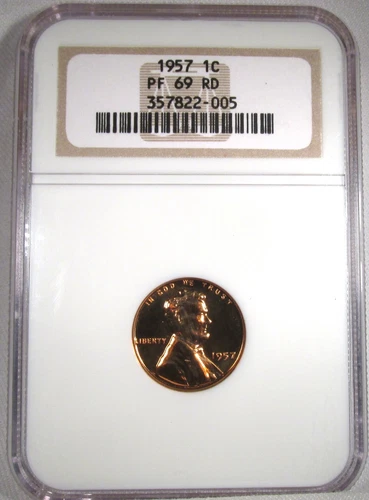 1957 1C
PF 69 RD
357822-005
IN GOD WE TRUST
LIBERTY
1957